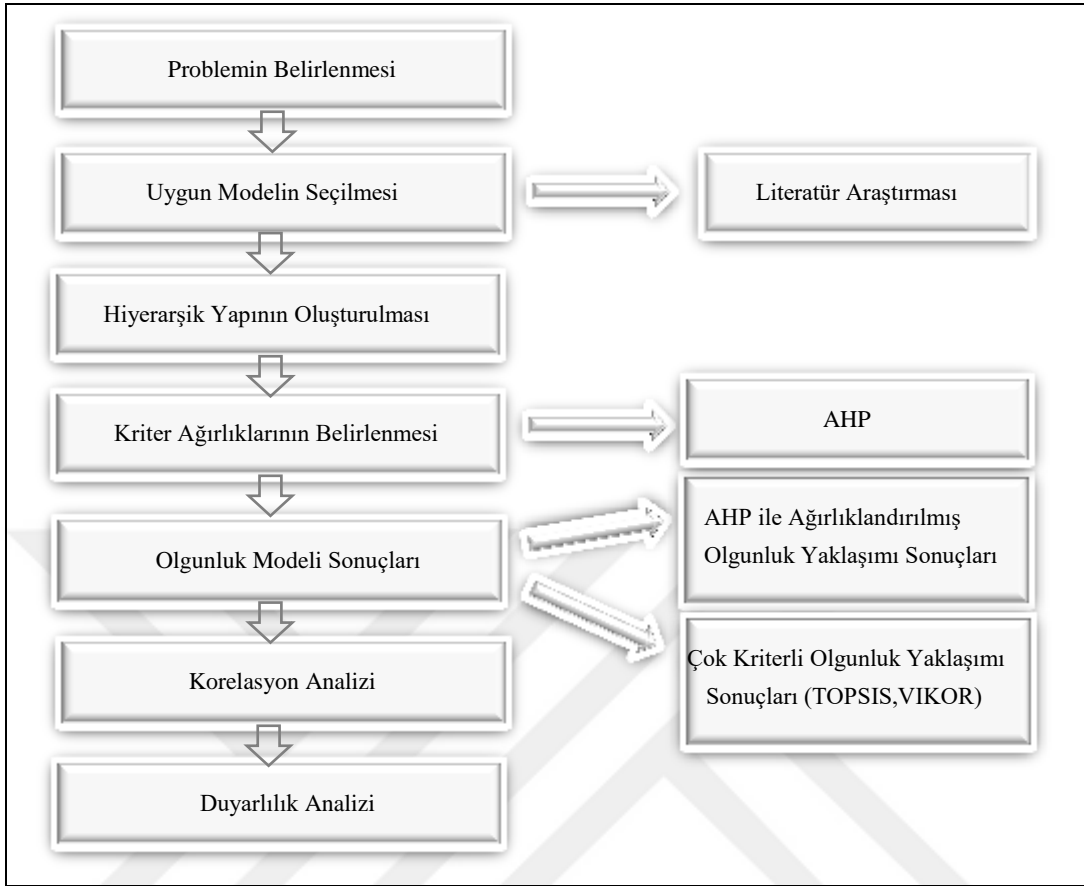 Problemin Belirlenmesi
Uygun Modelin Seçilmesi
Literatür Araştırması
Hiyerarşik Yapının Oluşturulması
Kriter Ağırlıklarının Belirlenmesi
AHP
Olgunluk Modeli Sonuçları
AHP ile Ağırlıklandırılmış
Olgunluk Yaklaşımı Sonuçları
Çok Kriterli Olgunluk Yaklaşımı
Sonuçları (TOPSIS,VIKOR)
Korelasyon Analizi
Duyarlılık Analizi